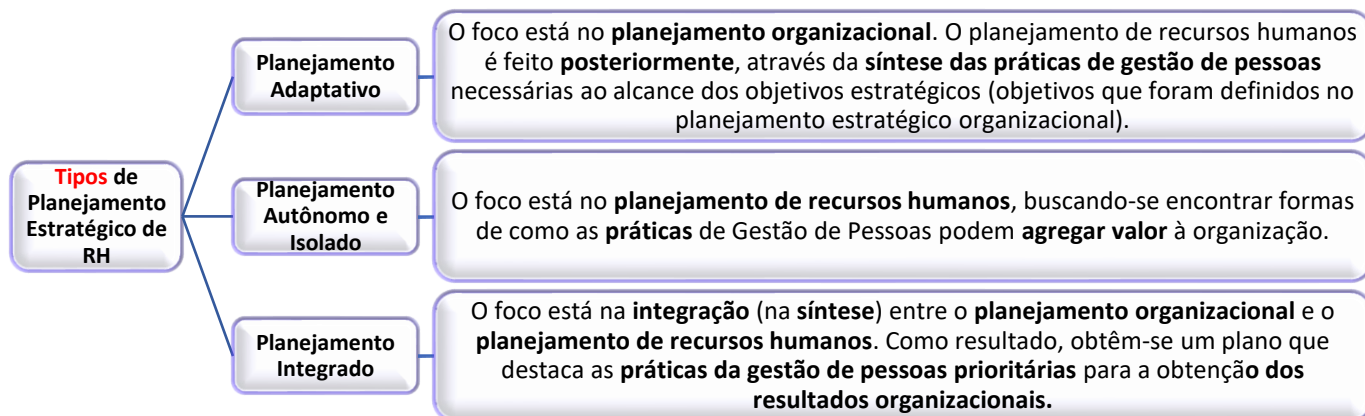 Tipos de
Planejamento
Estratégico de
RH
Planejamento
Adaptativo
O foco está no planejamento organizacional. O planejamento de recursos humanos
é feito posteriormente, através da síntese das práticas de gestão de pessoas
necessárias ao alcance dos objetivos estratégicos (objetivos que foram definidos no
planejamento estratégico organizacional).
Planejamento
Autônomo e
Isolado
O foco está no planejamento de recursos humanos, buscando-se encontrar formas
de como as práticas de Gestão de Pessoas podem agregar valor à organização.
Planejamento
Integrado
O foco está na integração (na síntese) entre o planejamento organizacional e o
planejamento de recursos humanos. Como resultado, obtêm-se um plano que
destaca as práticas da gestão de pessoas prioritárias para a obtenção dos
resultados organizacionais.